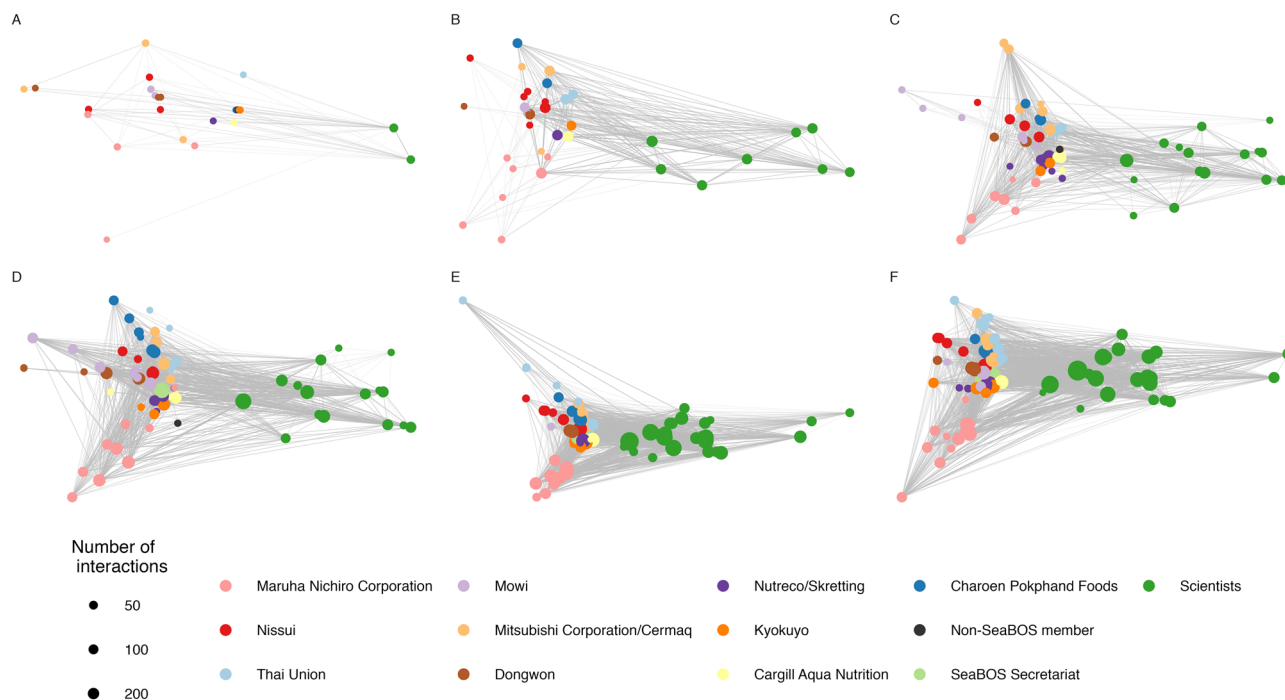 A
B
C
D
E
F
Number of
interactions
50
100
200
Maruha Nichiro Corporation
Nissui
Thai Union
Mowi
Mitsubishi Corporation/Cermaq
Dongwon
Nutreco/Skretting
Kyokuyo
Cargill Aqua Nutrition
Charoen Pokphand Foods
Non-SeaBOS member
SeaBOS Secretariat
Scientists